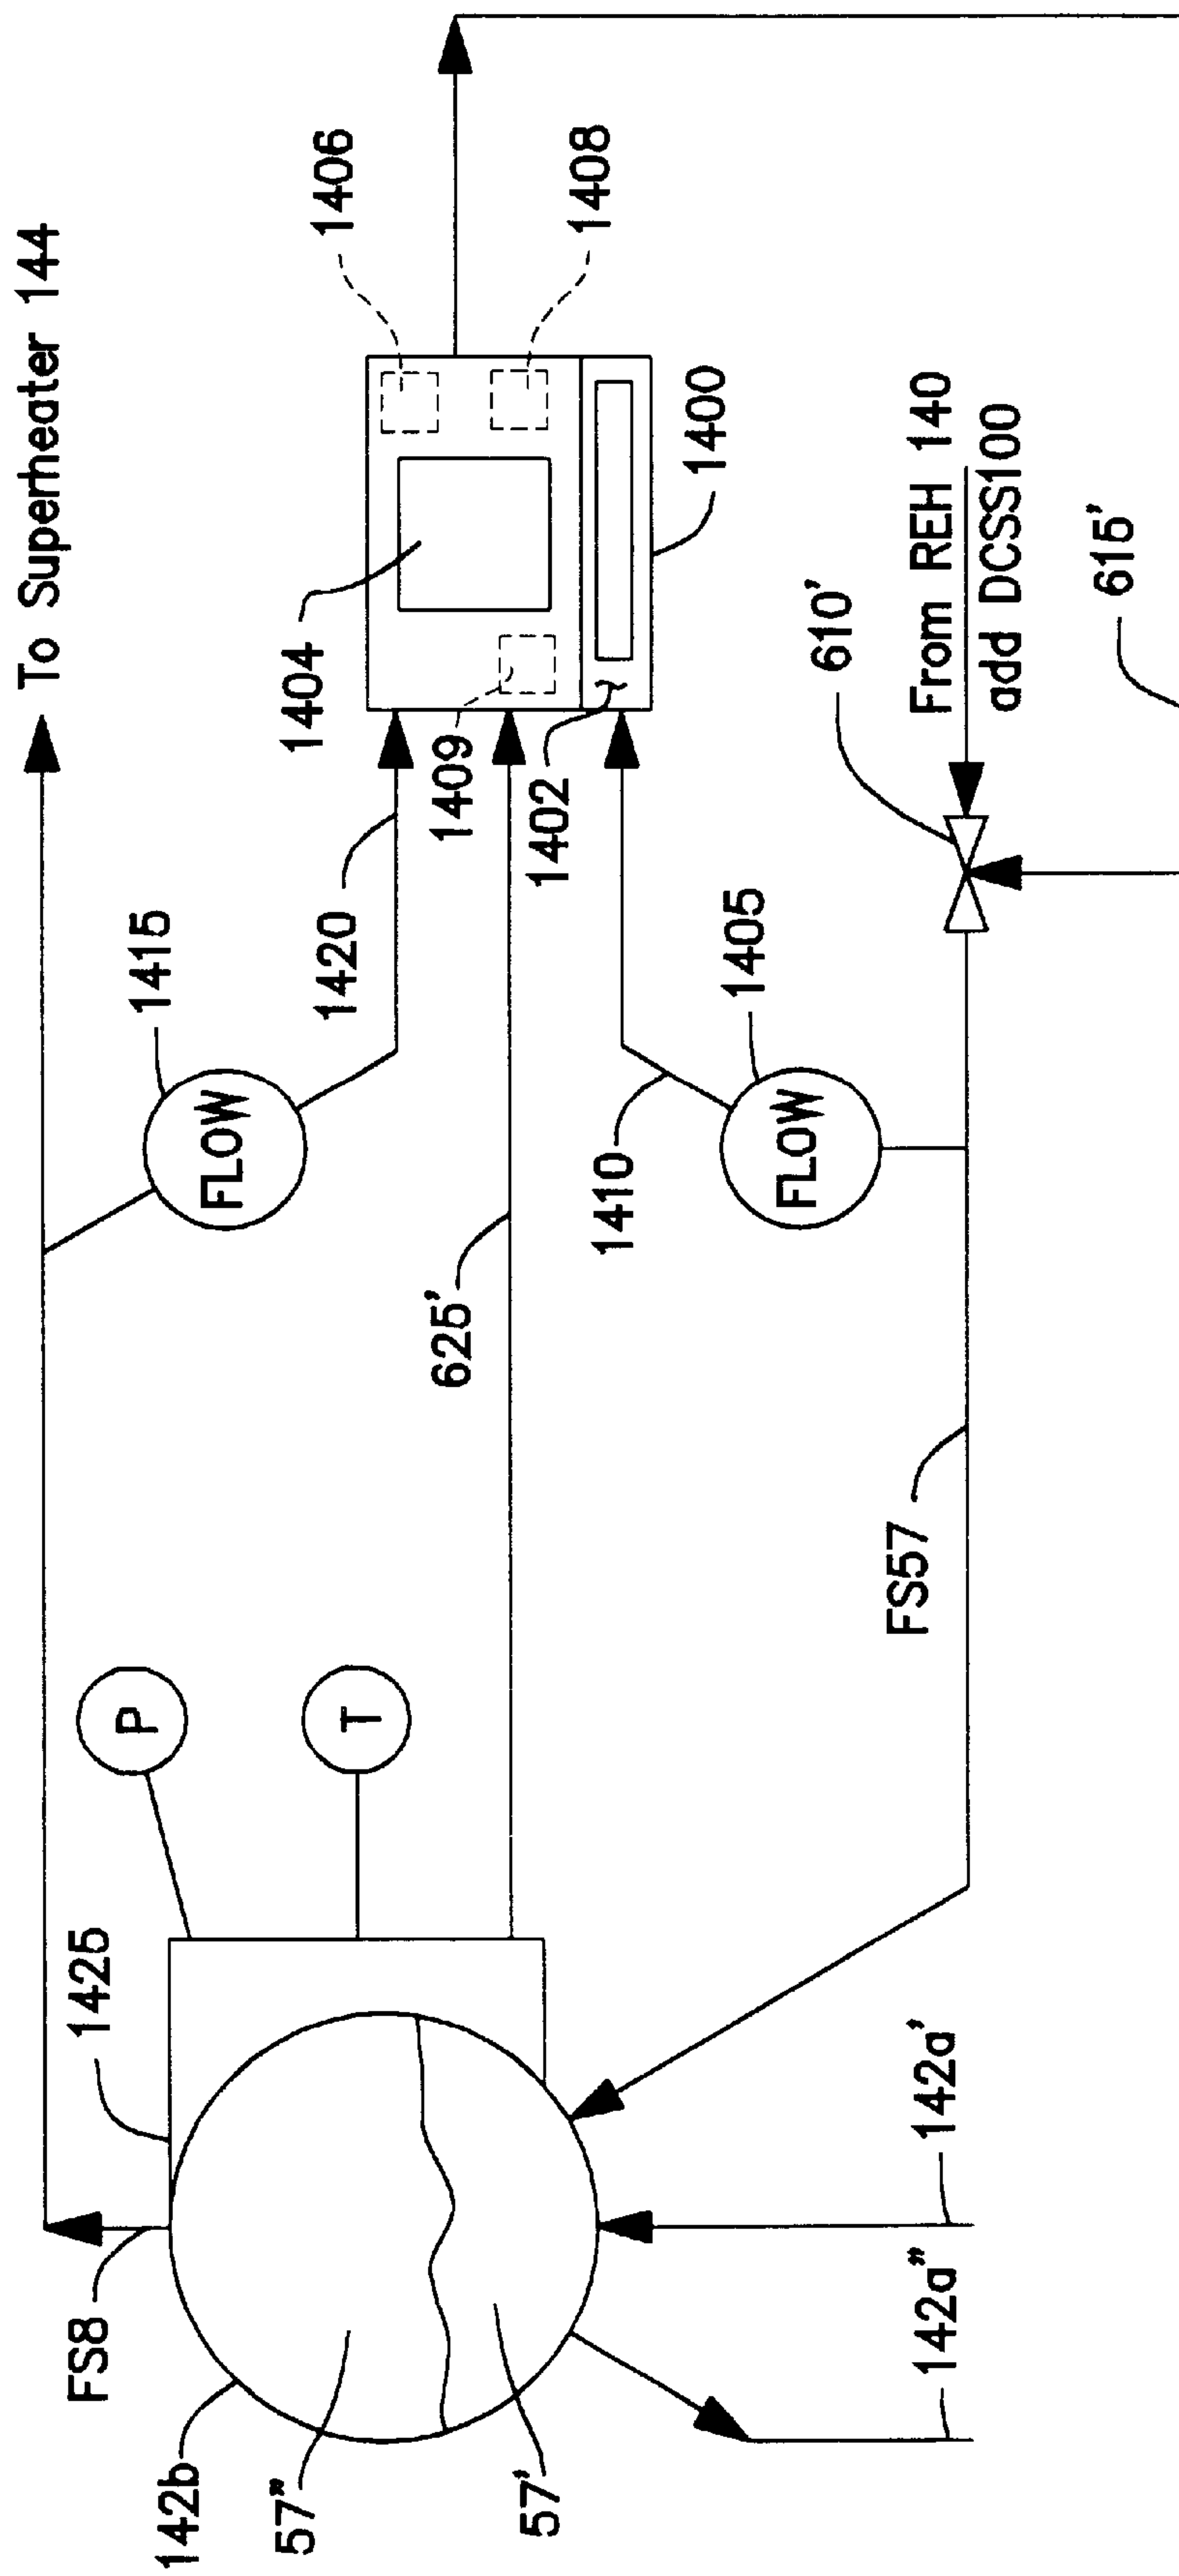 To Superheater 144
1406
1408
1415
1404
1420
1409
1402
1400
FLOW
1405
1410
FLOW
610'
From REH 140
add DCSS100
615'
625'
FS57
P
T
1425
FS8
142b
57"
57'
142a'
142a"